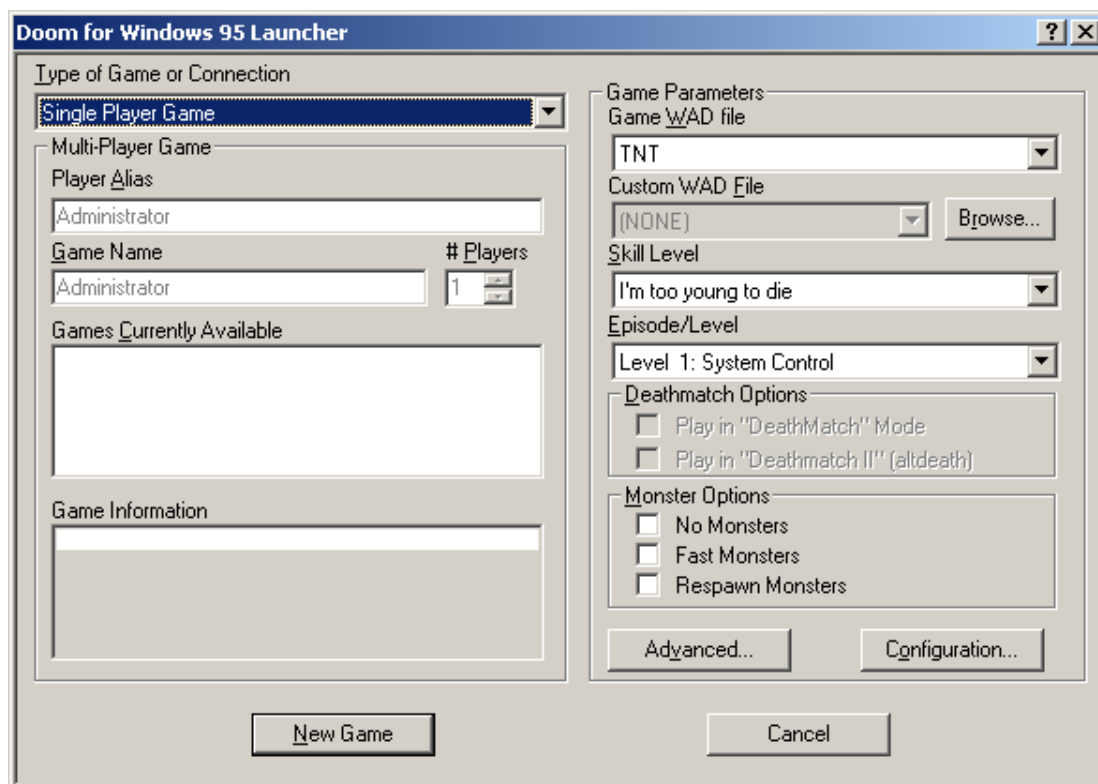 Doom for Windows 95 Launcher
Type of Game or Connection
Single Player Game
Multi-Player Game
Player Alias
Administrator
Game Name
# Players
Administrator
1
Games Currently Available
Game Information
Game Parameters
Game WAD file
TNT
Custom WAD File
(NONE)
Browse...
Skill Level
I'm too young to die
Episode/Level
Level 1: System Control
Deathmatch Options
Play in "DeathMatch" Mode
Play in "Deathmatch II" (altdeath)
Monster Options
No Monsters
Fast Monsters
Respawn Monsters
Advanced...
Configuration...
New Game
Cancel